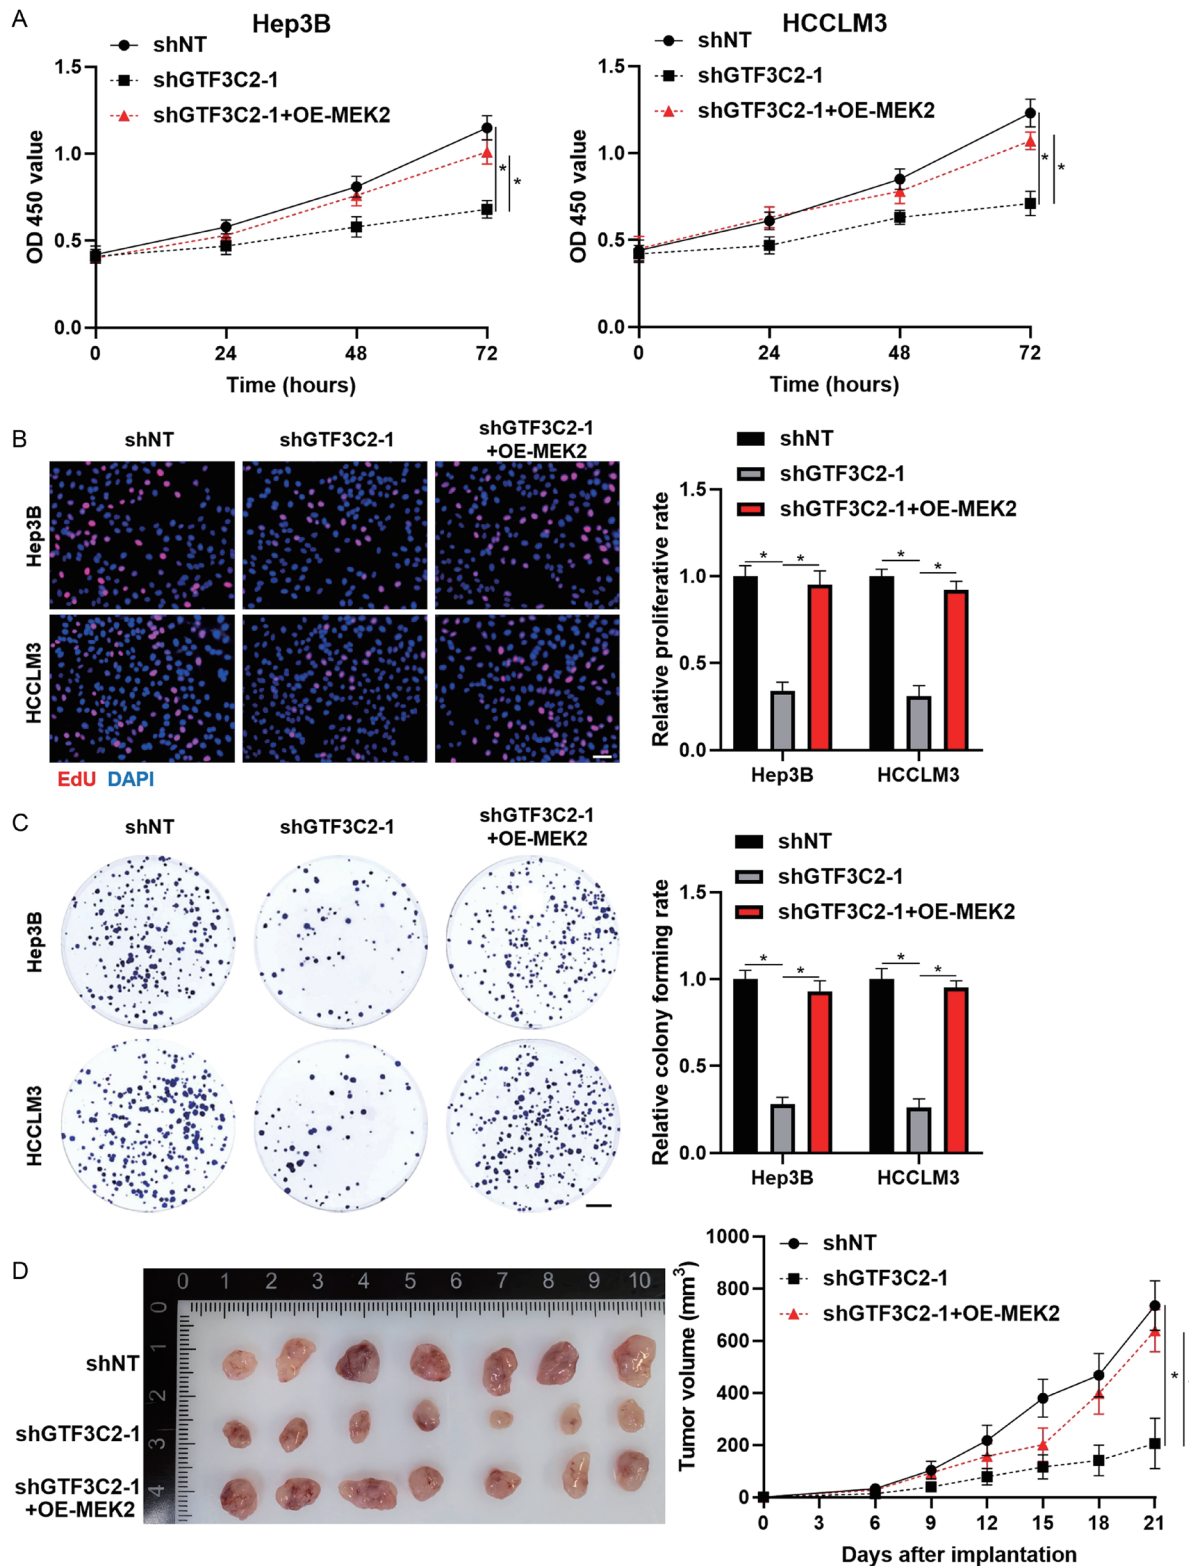 A
Hep3B
shNT
shGTF3C2-1
shGTF3C2-1+OE-MEK2
OD 450 value
1.5
1.0
0.5
0.0
*
*
0 24 48 72
Time (hours)
HCCLM3
shNT
shGTF3C2-1
shGTF3C2-1+OE-MEK2
OD 450 value
1.5
1.0
0.5
0.0
*
*
0 24 48 72
Time (hours)
B
shNT
shGTF3C2-1
shGTF3C2-1
+OE-MEK2
Hep3B
HCCLM3
EdU DAPI
shNT
shGTF3C2-1
shGTF3C2-1+OE-MEK2
Relative proliferative rate
1.5
1.0
0.5
0.0
* * * *
Hep3B HCCLM3
C
shNT
shGTF3C2-1
shGTF3C2-1
+OE-MEK2
Hep3B
HCCLM3
shNT
shGTF3C2-1
shGTF3C2-1+OE-MEK2
Relative colony forming rate
1.5
1.0
0.5
0.0
* * * *
Hep3B HCCLM3
D
0 1 2 3 4 5 6 7 8 9 10
0
1
2
3
4
shNT
shGTF3C2-1
shGTF3C2-1
+OE-MEK2
shNT
shGTF3C2-1
shGTF3C2-1+OE-MEK2
Tumor volume (mm³)
1000
800
600
400
200
0
*
0 3 6 9 12 15 18 21
Days after implantation